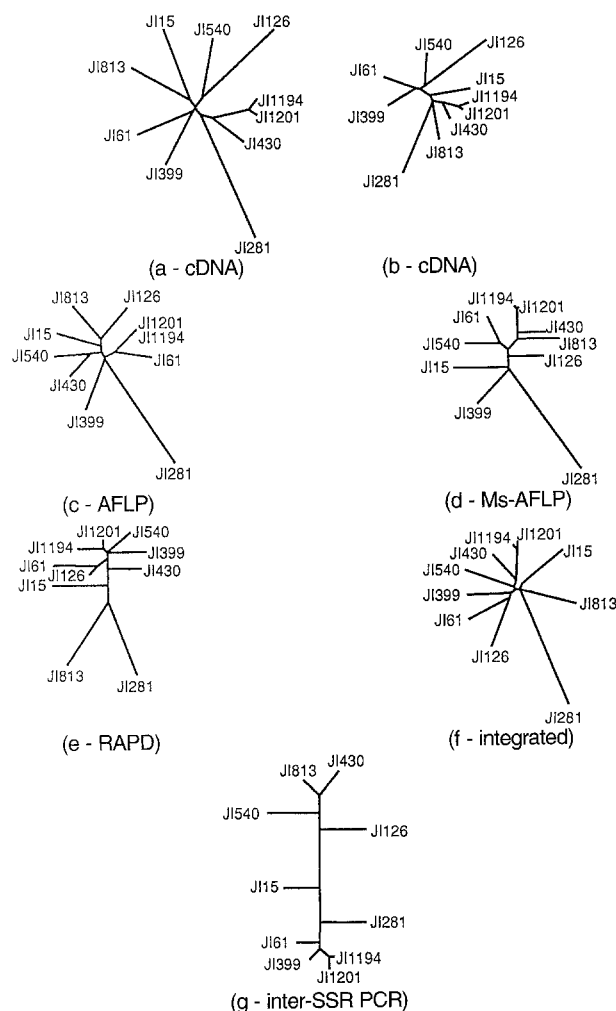 JI15
JI540
JI126
JI813
JI1194
JI1201
JI61
JI430
JI399
JI281
(a - cDNA)
JI540
JI126
JI61
JI15
JI1194
JI399
JI1201
JI430
JI813
JI281
(b - cDNA)
JI813
JI126
JI1201
JI15
JI1194
JI540
JI61
JI430
JI399
JI281
(c - AFLP)
JI1194
JI1201
JI61
JI430
JI540
JI813
JI126
JI15
JI399
JI281
(d - Ms-AFLP)
JI1201
JI540
JI1194
JI399
JI61
JI126
JI430
JI15
JI813
JI281
(e - RAPD)
JI1194
JI1201
JI430
JI15
JI540
JI399
JI813
JI61
JI126
JI281
(f - integrated)
JI813
JI430
JI540
JI126
JI15
JI281
JI61
JI399
JI1194
JI1201
(g - inter-SSR PCR)